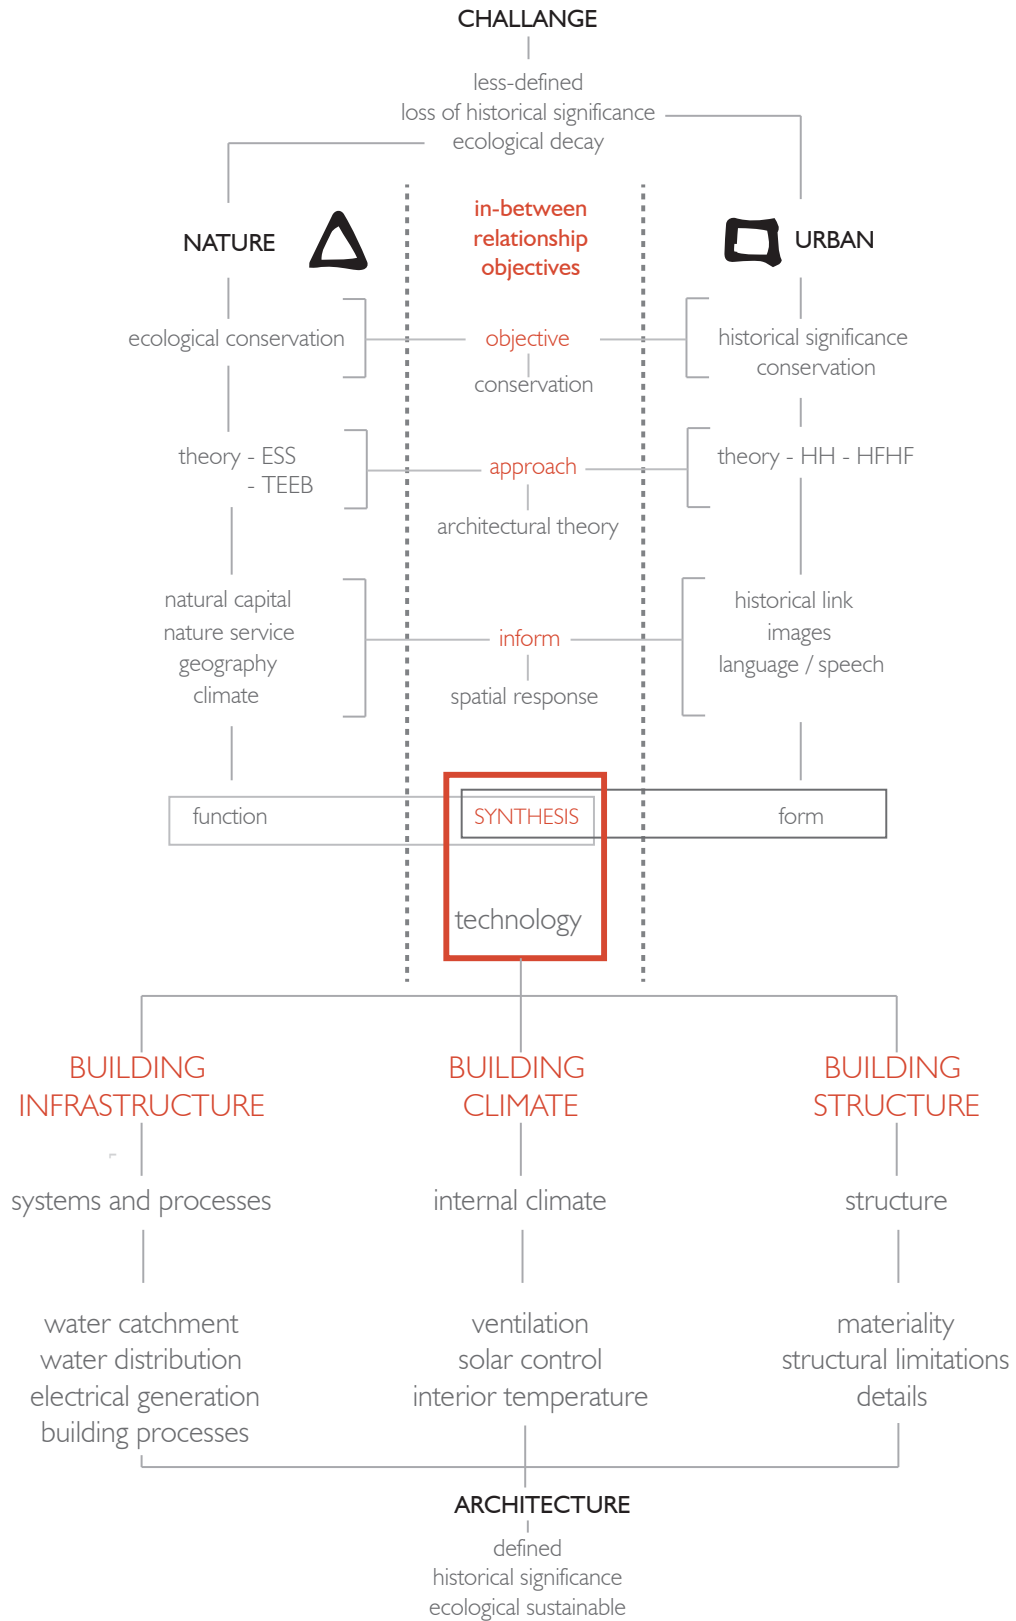 CHALLANGE
less-defined
loss of historical significance
ecological decay
NATURE
in-between
relationship
objectives
URBAN
ecological conservation
objective
conservation
historical significance
conservation
theory - ESS
- TEEB
approach
architectural theory
theory - HH - HFHF
natural capital
nature service
geography
climate
inform
spatial response
historical link
images
language / speech
function
SYNTHESIS
form
technology
BUILDING
INFRASTRUCTURE
BUILDING
CLIMATE
BUILDING
STRUCTURE
systems and processes
internal climate
structure
water catchment
water distribution
electrical generation
building processes
ventilation
solar control
interior temperature
materiality
structural limitations
details
ARCHITECTURE
defined
historical significance
ecological sustainable